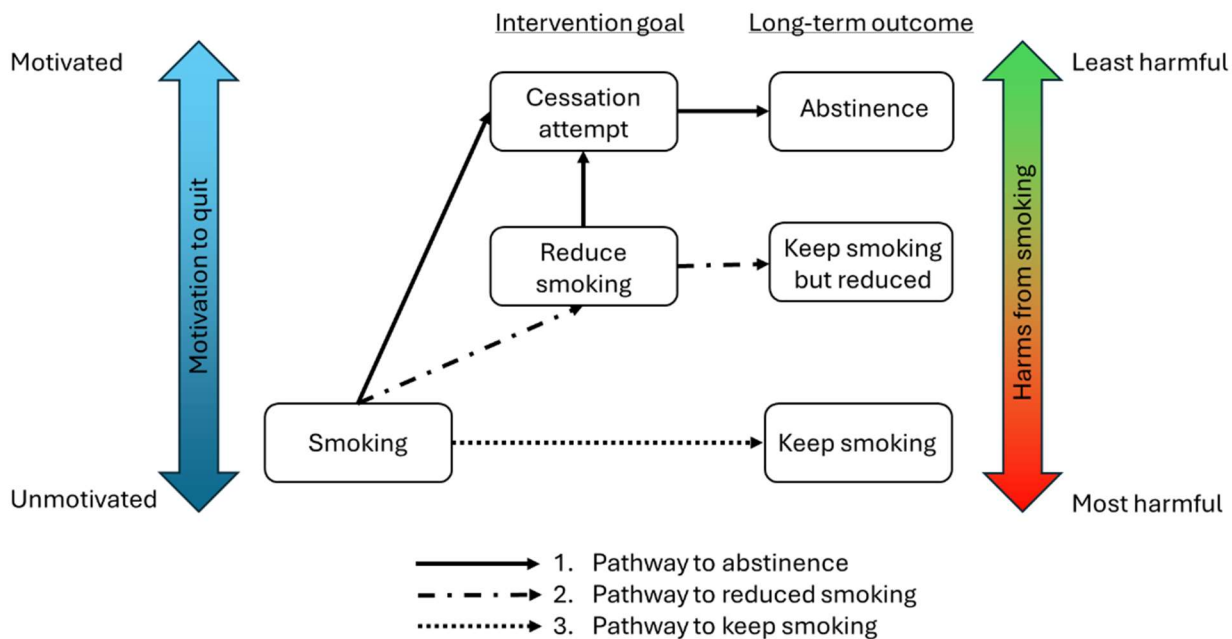 Intervention goal
Long-term outcome
Motivated
Least harmful
Cessation
attempt
Abstinence
Motivation to quit
Harms from smoking
Reduce
smoking
Keep smoking
but reduced
Smoking
Keep smoking
Unmotivated
Most harmful
1. Pathway to abstinence
2. Pathway to reduced smoking
3. Pathway to keep smoking